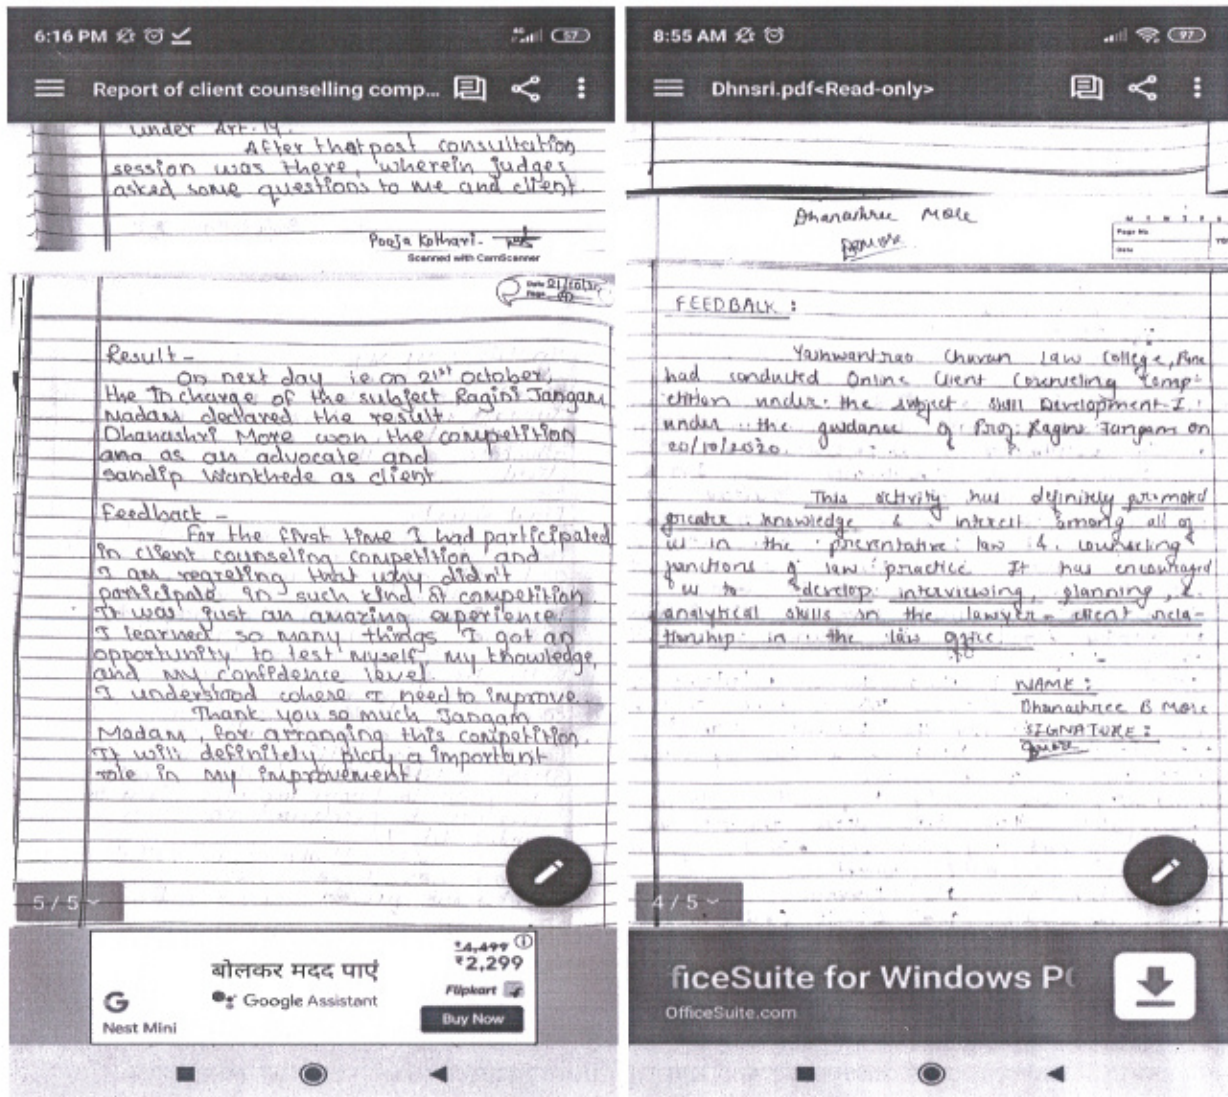 6:16 PM
57
Report of client counselling comp...
under Art. 19.
After that post consultation
session was there, wherein judges
asked some questions to me and client.
Pooja Kothari.
Scanned with CamScanner
Date 21/10/20
Page
Result -
On next day ie on 21st October,
the In charge of the subject Ragini Jangam
Madam declared the result.
Dhanashri More won the competition
ana as an advocate and
sandip Wankhede as client
Feedback -
For the first time I had participated
in client counseling competition and
I am regreting that why didn't
participate in such kind of competition
It was just an amazing experience.
I learned so many things I got an
opportunity to test myself, my knowledge,
and my confidence level.
I understood where I need to improve.
Thank you so much Jangam
Madam, for arranging this competition.
It will definitely play a important
role in my improvement.
5 / 5
बोलकर मदद पाएं
Google Assistant
G
Nest Mini
₹4,499
₹2,299
Flipkart
Buy Now
8:55 AM
97
Dhnsri.pdf<Read-only>
Dhanashree More
DBMore
Page No
Date
FEEDBACK :
Yashwantrao Chavan Law College, Pune
had conducted Online Client Counseling Comp-
etition under the subject Skill Development-I
under the guidance of Prof. Ragini Jangam on
20/10/2020.
This activity has definitely promoted
greater knowledge & interest among all of
us in the preventative law & counseling
functions of law practice It has encouraged
us to develop interviewing, planning, &
analytical skills in the lawyer-client rela-
tionship in the law office.
NAME :
Dhanashree B More
SIGNATURE :
4 / 5
ficeSuite for Windows PC
OfficeSuite.com